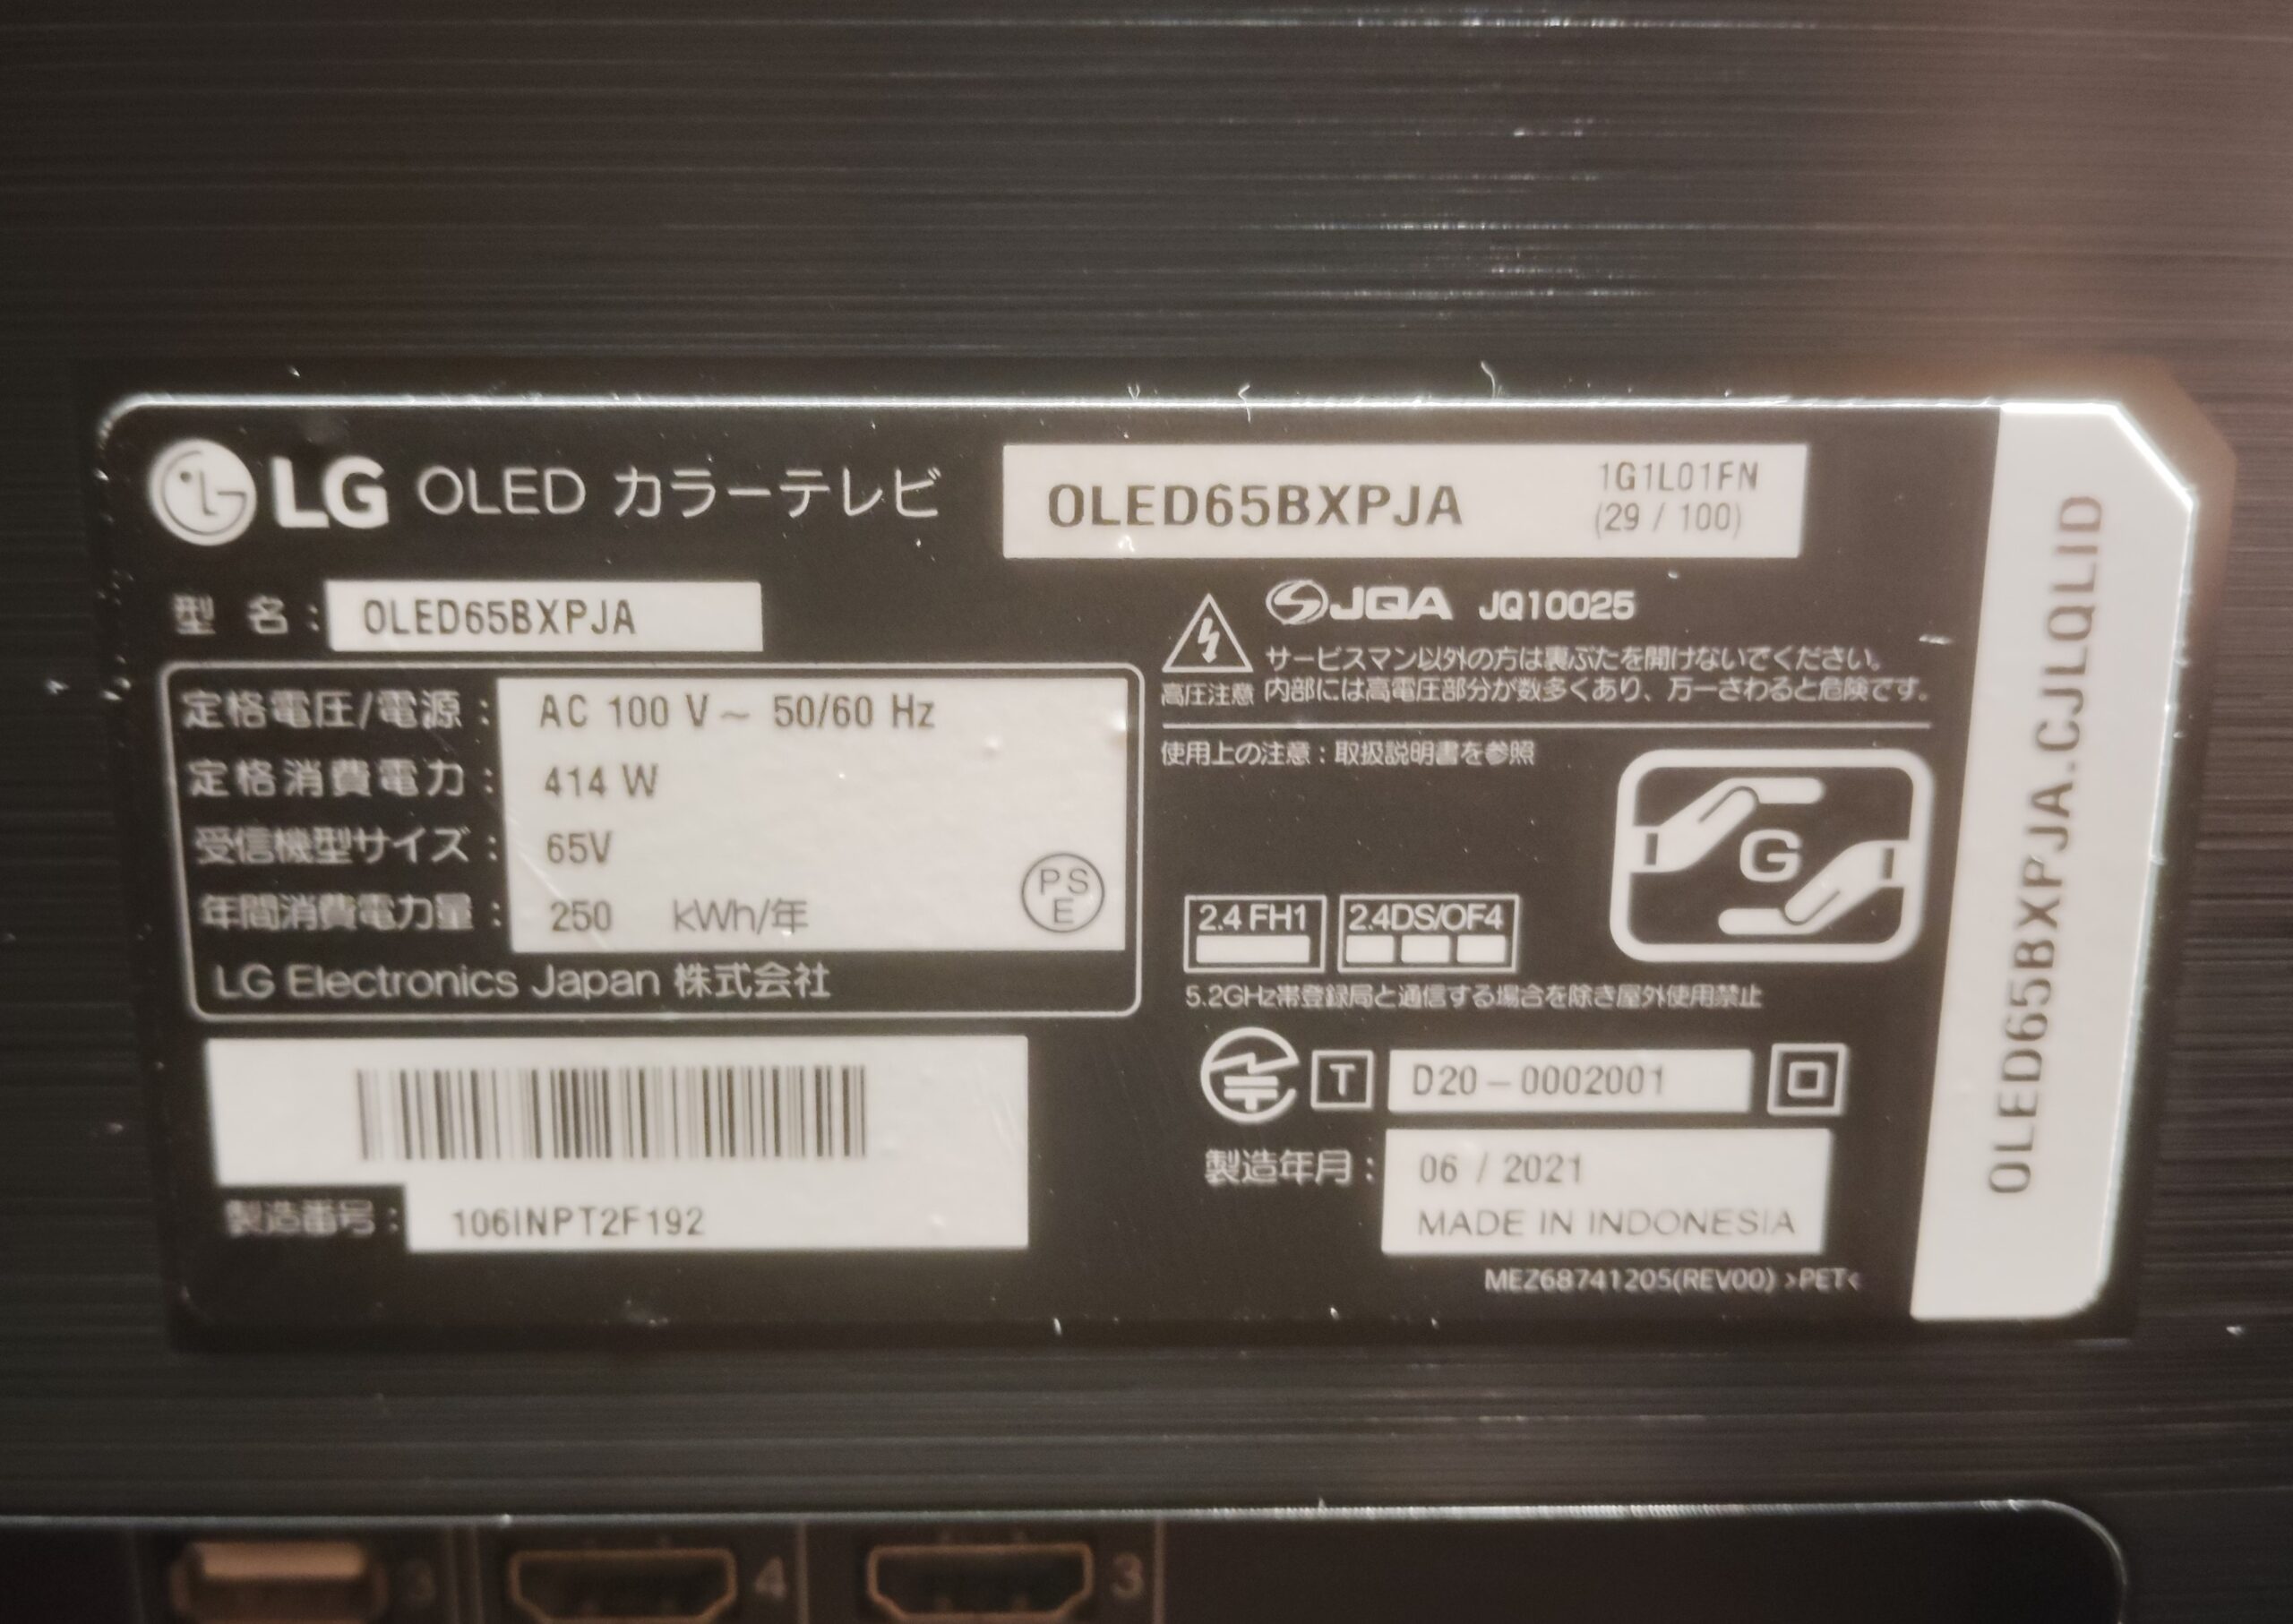 LG OLED カラーテレビ
OLED65BXPJA
1G1L01FN
(29 / 100)
型 名 : OLED65BXPJA
定格電圧/電源 : AC 100 V ~ 50/60 Hz
定格消費電力 : 414 W
受信機型サイズ : 65V
年間消費電力量 : 250 kWh/年
PS
E
LG Electronics Japan 株式会社
製造番号 : 106INPT2F192
JQA JQ10025
高圧注意
サービスマン以外の方は裏ぶたを開けないでください。
内部には高電圧部分が数多くあり、万一さわると危険です。
使用上の注意 : 取扱説明書を参照
G
2.4 FH1
2.4DS/OF4
5.2GHz帯登録局と通信する場合を除き屋外使用禁止
T D20-0002001
製造年月 : 06 / 2021
MADE IN INDONESIA
MEZ68741205(REV00) >PET<
OLED65BXPJA.CJLQLID
3
4
3